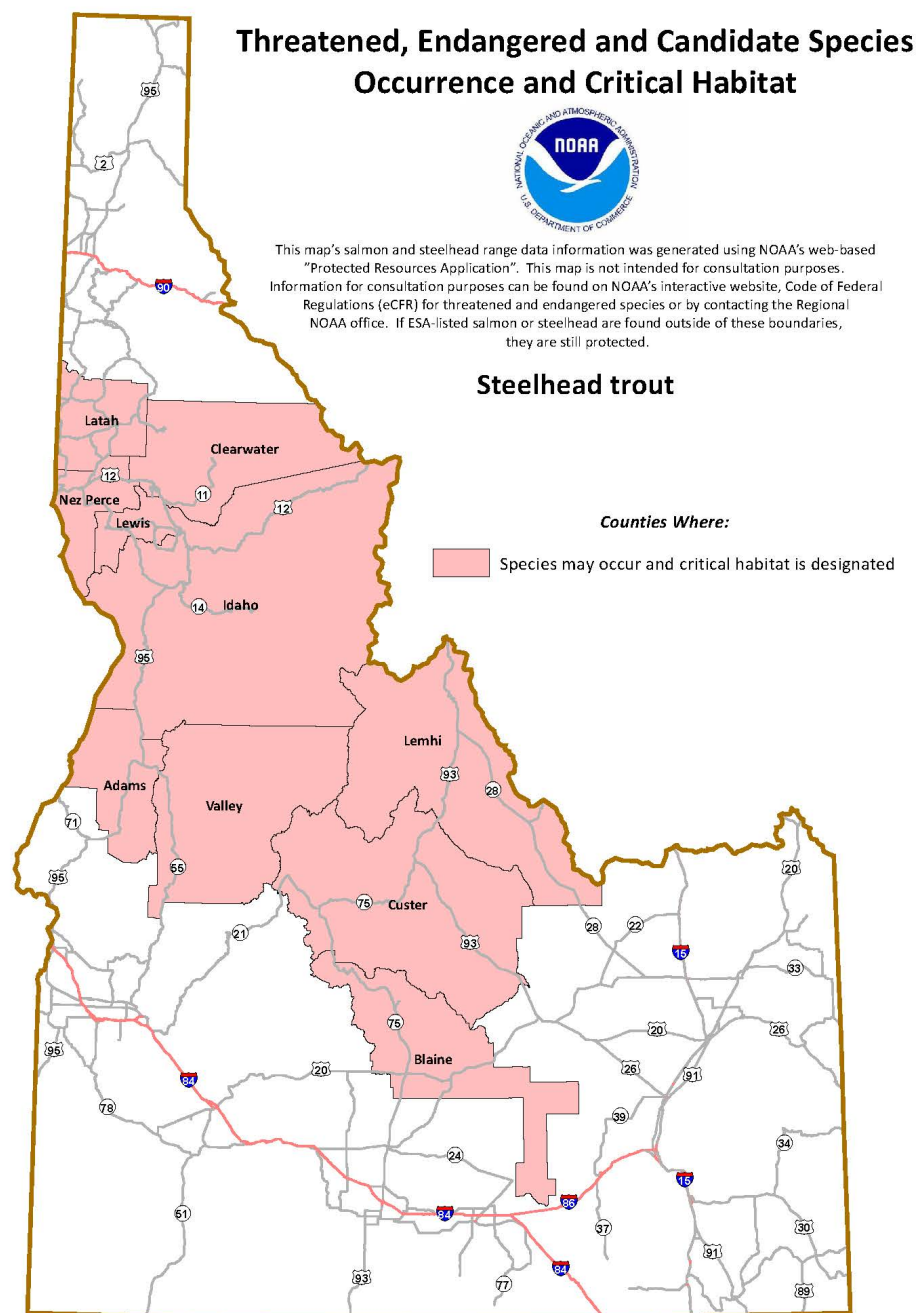 Threatened, Endangered and Candidate Species
Occurrence and Critical Habitat
NATIONAL OCEANIC AND ATMOSPHERIC ADMINISTRATION
NOAA
U.S. DEPARTMENT OF COMMERCE
This map's salmon and steelhead range data information was generated using NOAA's web-based
"Protected Resources Application". This map is not intended for consultation purposes.
Information for consultation purposes can be found on NOAA's interactive website, Code of Federal
Regulations (eCFR) for threatened and endangered species or by contacting the Regional
NOAA office. If ESA-listed salmon or steelhead are found outside of these boundaries,
they are still protected.
Steelhead trout
Counties Where:
Species may occur and critical habitat is designated
95
2
90
Latah
Clearwater
12
11
Nez Perce
12
Lewis
14
Idaho
95
Lemhi
93
28
Adams
Valley
71
55
20
95
75
Custer
21
93
28
22
15
33
75
20
26
95
Blaine
20
26
91
84
78
39
24
34
15
86
51
84
37
30
91
93
84
77
89